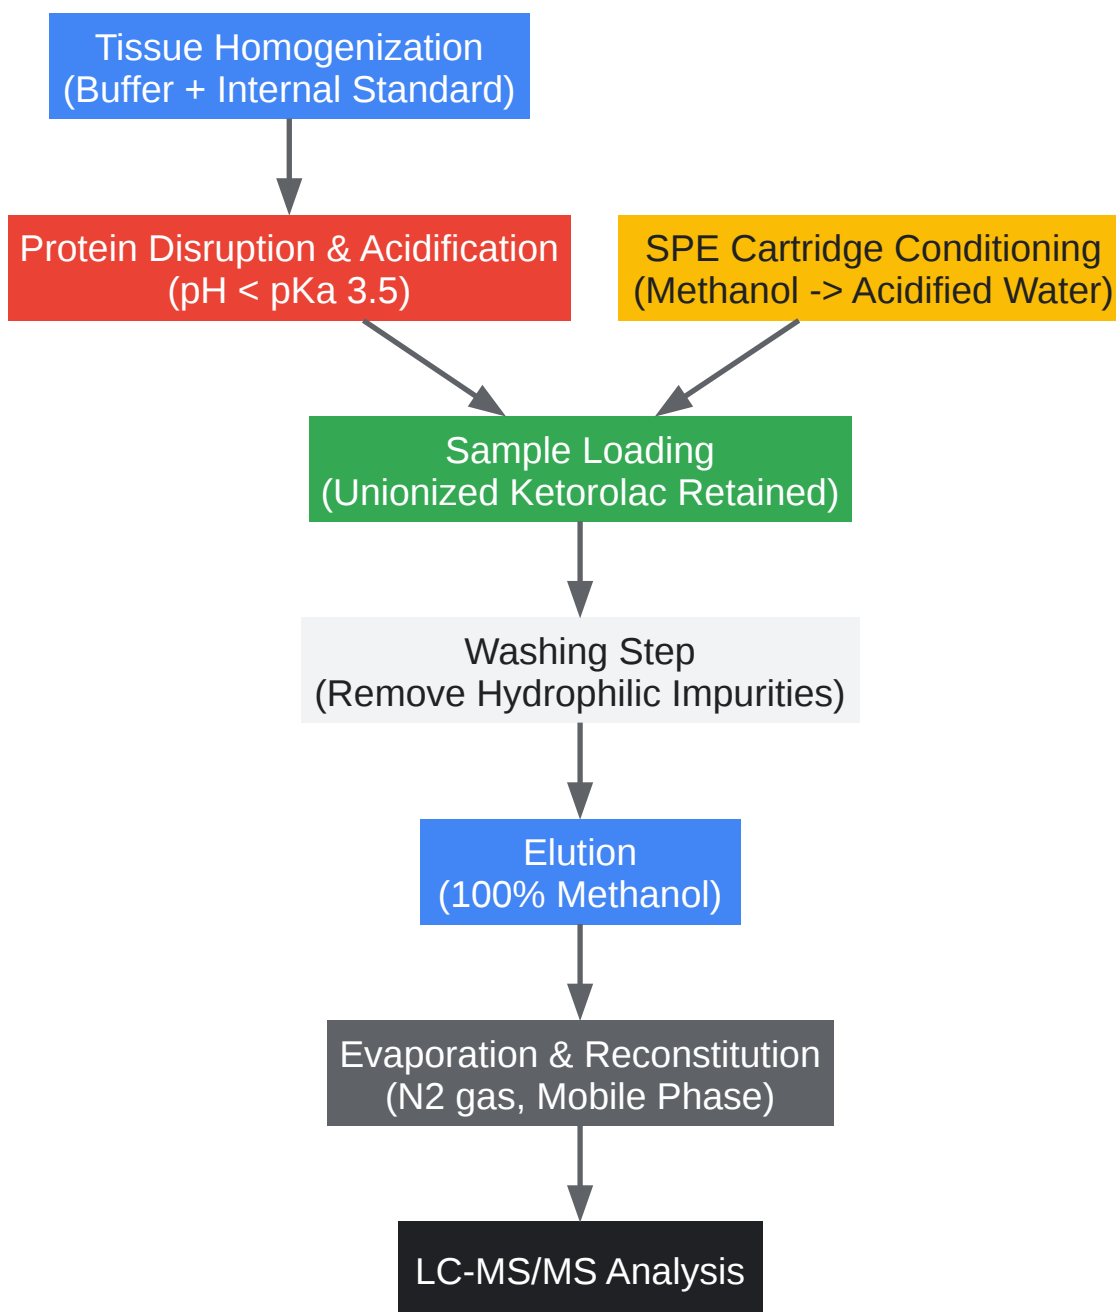 Tissue Homogenization
(Buffer + Internal Standard)
Protein Disruption & Acidification
(pH < pKa 3.5)
SPE Cartridge Conditioning
(Methanol -> Acidified Water)
Sample Loading
(Unionized Ketorolac Retained)
Washing Step
(Remove Hydrophilic Impurities)
Elution
(100% Methanol)
Evaporation & Reconstitution
(N2 gas, Mobile Phase)
LC-MS/MS Analysis